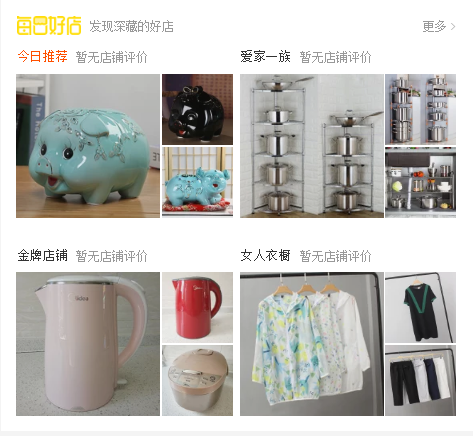 每日好店 发现深藏的好店 更多 >
今日推荐 暂无店铺评价 爱家一族 暂无店铺评价
金牌店铺 暂无店铺评价 女人衣橱 暂无店铺评价